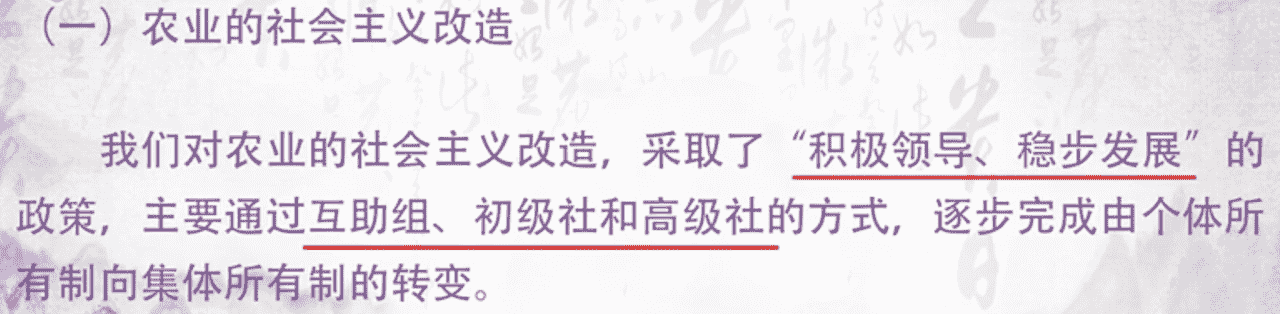 （一）农业的社会主义改造
我们对农业的社会主义改造，采取了“积极领导、稳步发展”的
政策，主要通过互助组、初级社和高级社的方式，逐步完成由个体所
有制向集体所有制的转变。